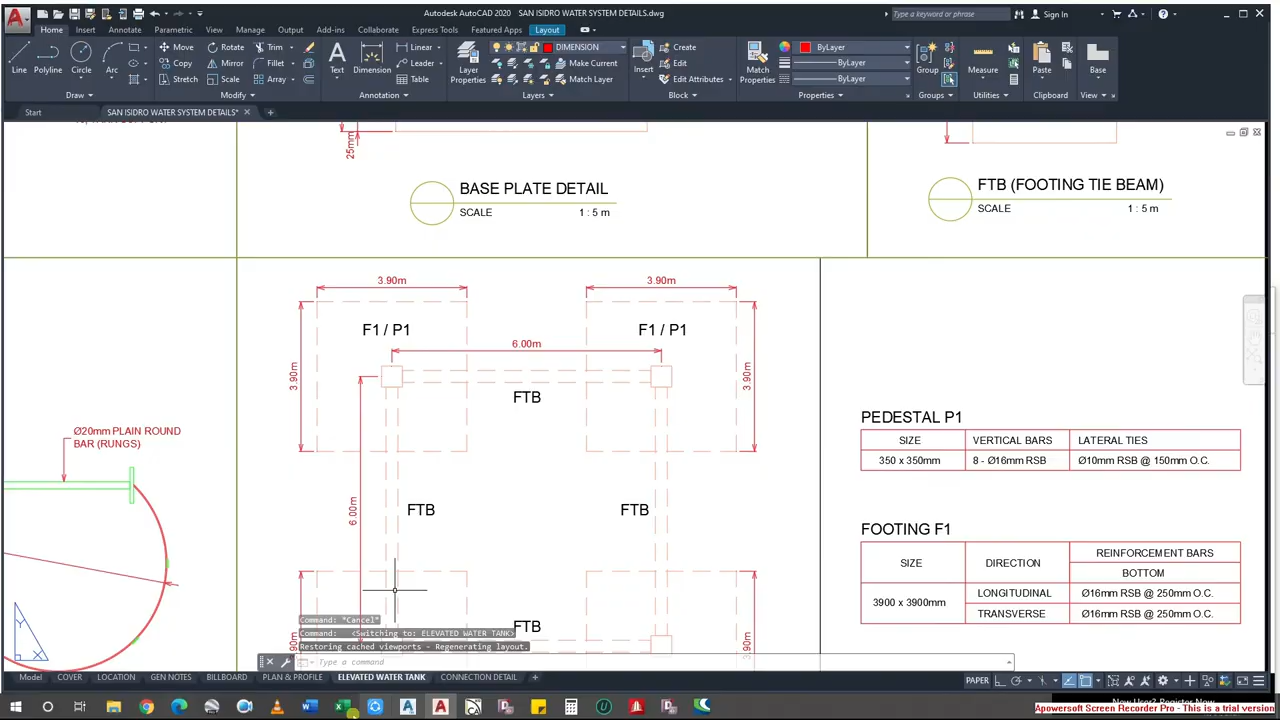 Autodesk AutoCAD 2020 SAN ISIDRO WATER SYSTEM DETAILS.dwg
Type a keyword or phrase
Sign In
Home Insert Annotate Parametric View Manage Output Add-ins Collaborate Express Tools Featured Apps Layout
Line Polyline Circle Arc
Move Rotate Trim
Copy Mirror Fillet
Stretch Scale Array
Text Dimension
Linear
Leader
Table
Layer Properties
DIMENSION
Make Current
Match Layer
Insert
Create
Edit
Edit Attributes
Match Properties
ByLayer
ByLayer
ByLayer
Group Measure Paste Base
Draw Modify Annotation Layers Block Properties Groups Utilities Clipboard View
Start SAN ISIDRO WATER SYSTEM DETAILS*
25mm
BASE PLATE DETAIL
SCALE 1 : 5 m
FTB (FOOTING TIE BEAM)
SCALE 1 : 5 m
3.90m 3.90m
F1 / P1 F1 / P1
6.00m
3.90m 3.90m
FTB
Ø20mm PLAIN ROUND
BAR (RUNGS)
6.00m
FTB FTB
FTB
3.90m
PEDESTAL P1
SIZE VERTICAL BARS LATERAL TIES
350 x 350mm 8 - Ø16mm RSB Ø10mm RSB @ 150mm O.C.
FOOTING F1
SIZE DIRECTION REINFORCEMENT BARS
BOTTOM
3900 x 3900mm
LONGITUDINAL Ø16mm RSB @ 250mm O.C.
TRANSVERSE Ø16mm RSB @ 250mm O.C.
Y
X
Command: *Cancel*
Command: <Switching to: ELEVATED WATER TANK>
Restoring cached viewports - Regenerating layout.
Type a command
Model COVER LOCATION GEN NOTES BILLBOARD PLAN & PROFILE ELEVATED WATER TANK CONNECTION DETAIL
PAPER
New User? Register Now
Apowersoft Screen Recorder Pro - This is a trial version